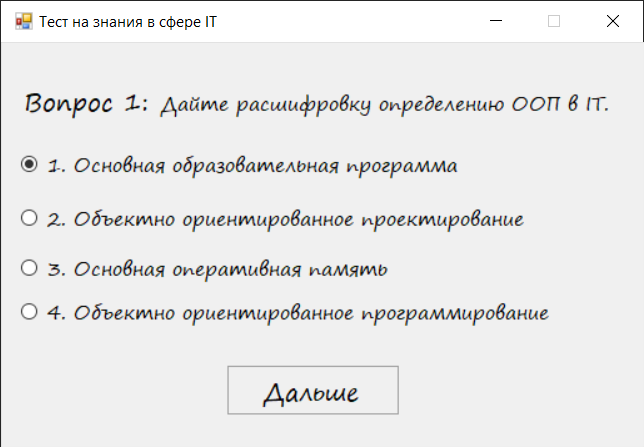 Тест на знания в сфере IT
Вопрос 1: Дайте расшифровку определению ООП в IT.
1. Основная образовательная программа
2. Объектно ориентированное проектирование
3. Основная оперативная память
4. Объектно ориентированное программирование
Дальше